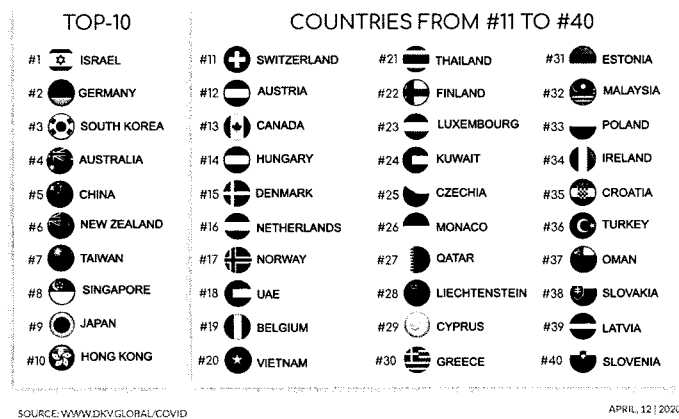 TOP-10
#1 ISRAEL
#2 GERMANY
#3 SOUTH KOREA
#4 AUSTRALIA
#5 CHINA
#6 NEW ZEALAND
#7 TAIWAN
#8 SINGAPORE
#9 JAPAN
#10 HONG KONG
COUNTRIES FROM #11 TO #40
#11 SWITZERLAND
#12 AUSTRIA
#13 CANADA
#14 HUNGARY
#15 DENMARK
#16 NETHERLANDS
#17 NORWAY
#18 UAE
#19 BELGIUM
#20 VIETNAM
#21 THAILAND
#22 FINLAND
#23 LUXEMBOURG
#24 KUWAIT
#25 CZECHIA
#26 MONACO
#27 QATAR
#28 LIECHTENSTEIN
#29 CYPRUS
#30 GREECE
#31 ESTONIA
#32 MALAYSIA
#33 POLAND
#34 IRELAND
#35 CROATIA
#36 TURKEY
#37 OMAN
#38 SLOVAKIA
#39 LATVIA
#40 SLOVENIA
SOURCE: WWW.DKV.GLOBAL/COVID
APRIL, 12 | 2020